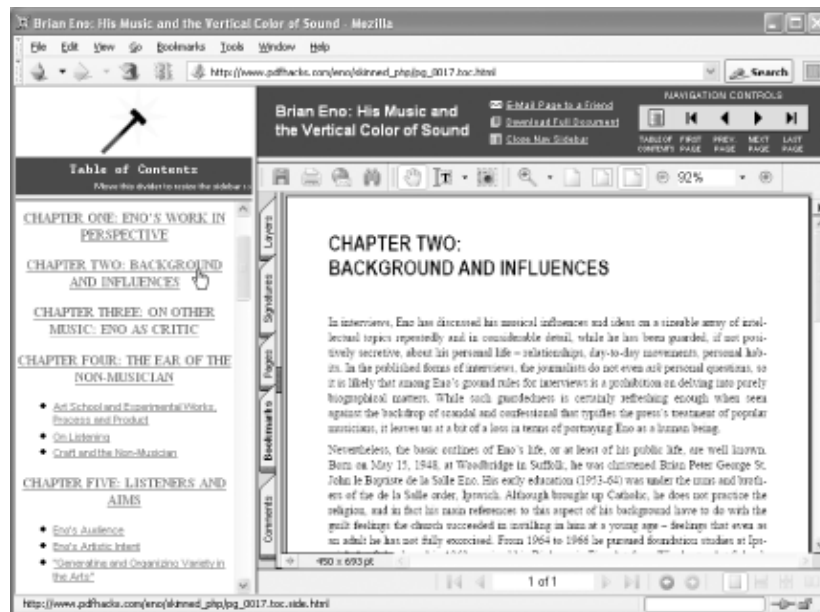 Brian Eno: His Music and the Vertical Color of Sound - Mozilla
File Edit View Go Bookmarks Tools Window Help
http://www.pdfhacks.com/eno/skinned_php/pg_0017.toc.html
Search
Brian Eno: His Music and
the Vertical Color of Sound
E-Mail Page to a Friend
Download Full Document
Close Nav Sidebar
NAVIGATION CONTROLS
TABLE OF CONTENTS
FIRST PAGE
PREV. PAGE
NEXT PAGE
LAST PAGE
Table of Contents
Move this divider to resize the sidebar
92%
CHAPTER ONE: ENO'S WORK IN
PERSPECTIVE
CHAPTER TWO: BACKGROUND
AND INFLUENCES
CHAPTER THREE: ON OTHER
MUSIC: ENO AS CRITIC
CHAPTER FOUR: THE EAR OF THE
NON-MUSICIAN
Art School and Experimental Works,
Process and Product
On Listening
Craft and the Non-Musician
CHAPTER FIVE: LISTENERS AND
AIMS
Eno's Audience
Eno's Artistic Intent
"Generating and Organizing Variety in
the Arts"
Layers
Signatures
Pages
Bookmarks
Comments
CHAPTER TWO:
BACKGROUND AND INFLUENCES
In interviews, Eno has discussed his musical influences and ideas on a sizeable array of intel-
lectual topics repeatedly and in considerable detail, while he has been guarded, if not posi-
tively secretive, about his personal life – relationships, day-to-day movements, personal hab-
its. In the published forms of interviews, the journalists do not even ask personal questions, so
it is likely that among Eno's ground rules for interviews is a prohibition on delving into purely
biographical matters. While such guardedness is certainly refreshing enough when seen
against the backdrop of scandal and confessional that typifies the press's treatment of popular
musicians, it leaves us at a bit of a loss in terms of portraying Eno as a human being.
Nevertheless, the basic outlines of Eno's life, or at least of his public life, are well known.
Born on May 15, 1948, at Woodbridge in Suffolk, he was christened Brian Peter George St.
John le Baptiste de la Salle Eno. His early education (1953-64) was under the nuns and broth-
ers of the de la Salle order, Ipswich. Although brought up Catholic, he does not practice the
religion, and in fact his main references to this aspect of his background have to do with the
guilt feelings the church succeeded in instilling in him at a young age – feelings that even as
an adult he has not fully exorcised. From 1964 to 1966 he pursued foundation studies at Ips-
450 x 693 pt
1 of 1
http://www.pdfhacks.com/eno/skinned_php/pg_0017.toc.side.html